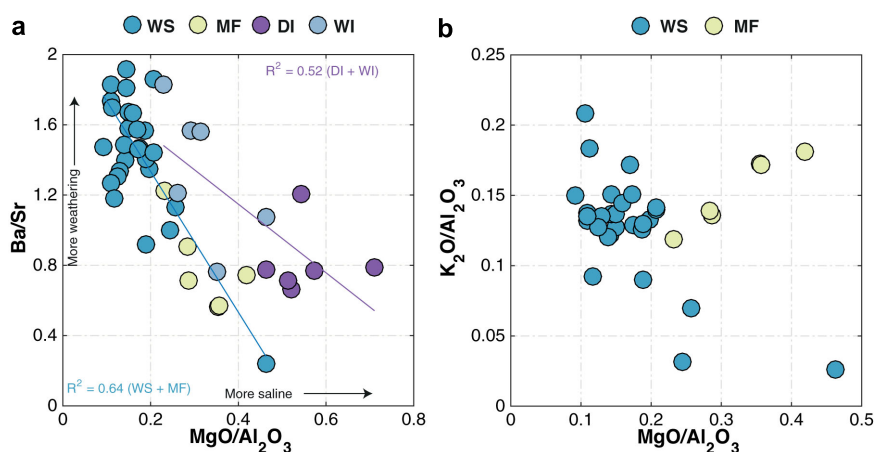 a
WS MF DI WI
2
1.6
1.2
0.8
0.4
0
Ba/Sr
More weathering
R² = 0.52 (DI + WI)
R² = 0.64 (WS + MF)
More saline
0 0.2 0.4 0.6 0.8
MgO/Al₂O₃
b
WS MF
0.25
0.2
0.15
0.1
0.05
0
K₂O/Al₂O₃
0 0.1 0.2 0.3 0.4 0.5
MgO/Al₂O₃